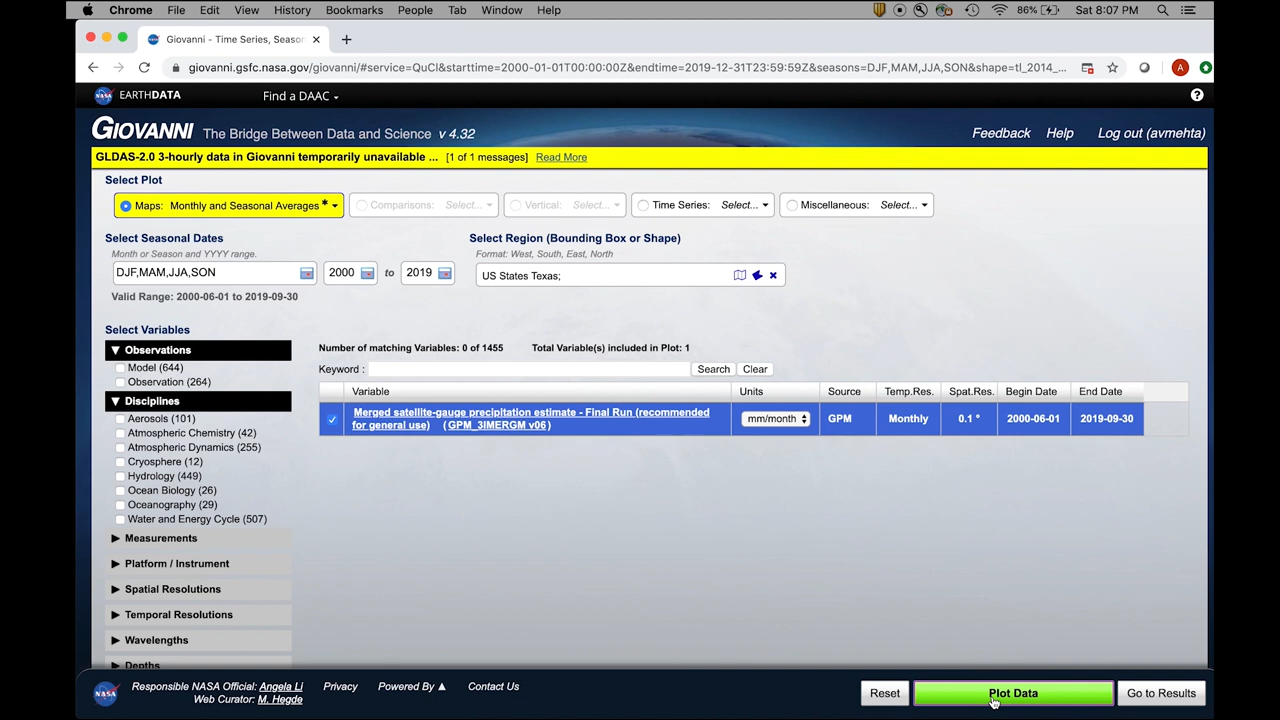 Chrome File Edit View History Bookmarks People Tab Window Help 86% Sat 8:07 PM
Giovanni - Time Series, Season
giovanni.gsfc.nasa.gov/giovanni/#service=QuCl&starttime=2000-01-01T00:00:00Z&endtime=2019-12-31T23:59:59Z&seasons=DJF,MAM,JJA,SON&shape=tl_2014_... A
NASA EARTHDATA Find a DAAC ?
GIOVANNI The Bridge Between Data and Science v 4.32 Feedback Help Log out (avmehta)
GLDAS-2.0 3-hourly data in Giovanni temporarily unavailable ... [1 of 1 messages] Read More
Select Plot
Maps: Monthly and Seasonal Averages * Comparisons: Select... Vertical: Select... Time Series: Select... Miscellaneous: Select...
Select Seasonal Dates Select Region (Bounding Box or Shape)
Month or Season and YYYY range. Format: West, South, East, North
DJF,MAM,JJA,SON 2000 to 2019 US States Texas;
Valid Range: 2000-06-01 to 2019-09-30
Select Variables
Observations Number of matching Variables: 0 of 1455 Total Variable(s) included in Plot: 1
Model (644) Keyword : Search Clear
Observation (264)
Disciplines Variable Units Source Temp.Res. Spat.Res. Begin Date End Date
Aerosols (101) Merged satellite-gauge precipitation estimate - Final Run (recommended
for general use) (GPM_3IMERGM v06) mm/month GPM Monthly 0.1 ° 2000-06-01 2019-09-30
Atmospheric Chemistry (42)
Atmospheric Dynamics (255)
Cryosphere (12)
Hydrology (449)
Ocean Biology (26)
Oceanography (29)
Water and Energy Cycle (507)
Measurements
Platform / Instrument
Spatial Resolutions
Temporal Resolutions
Wavelengths
Depths
NASA Responsible NASA Official: Angela Li Privacy Powered By Contact Us Reset Plot Data Go to Results
Web Curator: M. Hegde